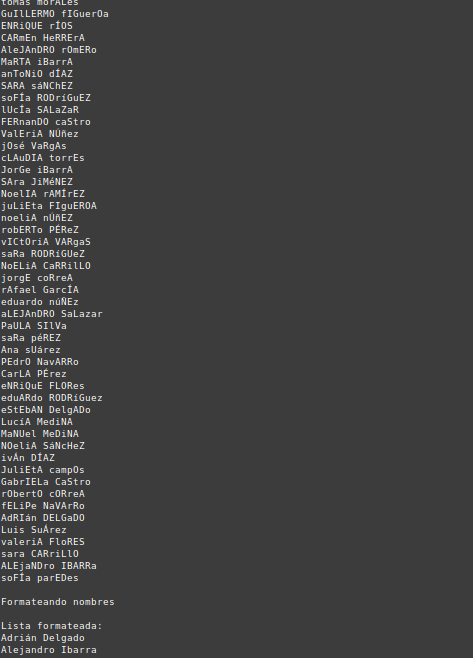 toMás morALes
GuIlLERMO fIGuerOa
ENRiQUE rÍOS
CARmEn HeRRErA
AleJAnDRO rOmERo
MaRTA iBarrA
anToNiO dÍAZ
SARA sáNChEZ
soFÍa RODríGuEZ
lUcÍa SALaZaR
FERnanDO caStro
ValEriA NÚñez
jOsé VaRgAs
cLAuDIA torrEs
JorGe iBarrA
SAra JiMéNEZ
NoelIA rAMÍrEZ
juLiEta FIguEROA
noeliA nÚñEZ
robERTo PÉReZ
vICtOriA VARgaS
saRa RODRíGUeZ
NoELiA CaRRilLO
jorgE coRreA
rAfael GarcÍA
eduardo núÑEz
aLEJAnDRO SaLazar
PaULA SIlVa
saRa péREZ
Ana sUárez
PEdrO NavARRo
CarLA PÉrez
eNRiQuE FLORes
eduARdo RODRíGuez
eStEbAN DelgADo
LucíA MediNA
MaNUel MeDiNA
NOeliA SáNcHeZ
ivÁn DÍAZ
JuliEtA campOs
GabrIELa CaStro
rObertO cORreA
fELiPe NaVArRo
AdRIán DELGaDO
Luis SuÁrez
valeriA FloRES
sara CARriLlO
ALEjaNDro IBARRa
soFÍa parEDes
Formateando nombres
Lista formateada:
Adrián Delgado
Alejandro Ibarra